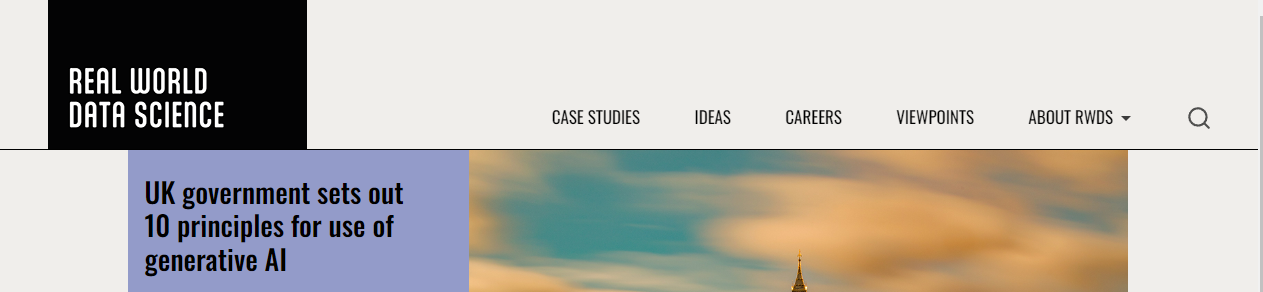 REAL WORLD
DATA SCIENCE
CASE STUDIES IDEAS CAREERS VIEWPOINTS ABOUT RWDS
UK government sets out
10 principles for use of
generative AI